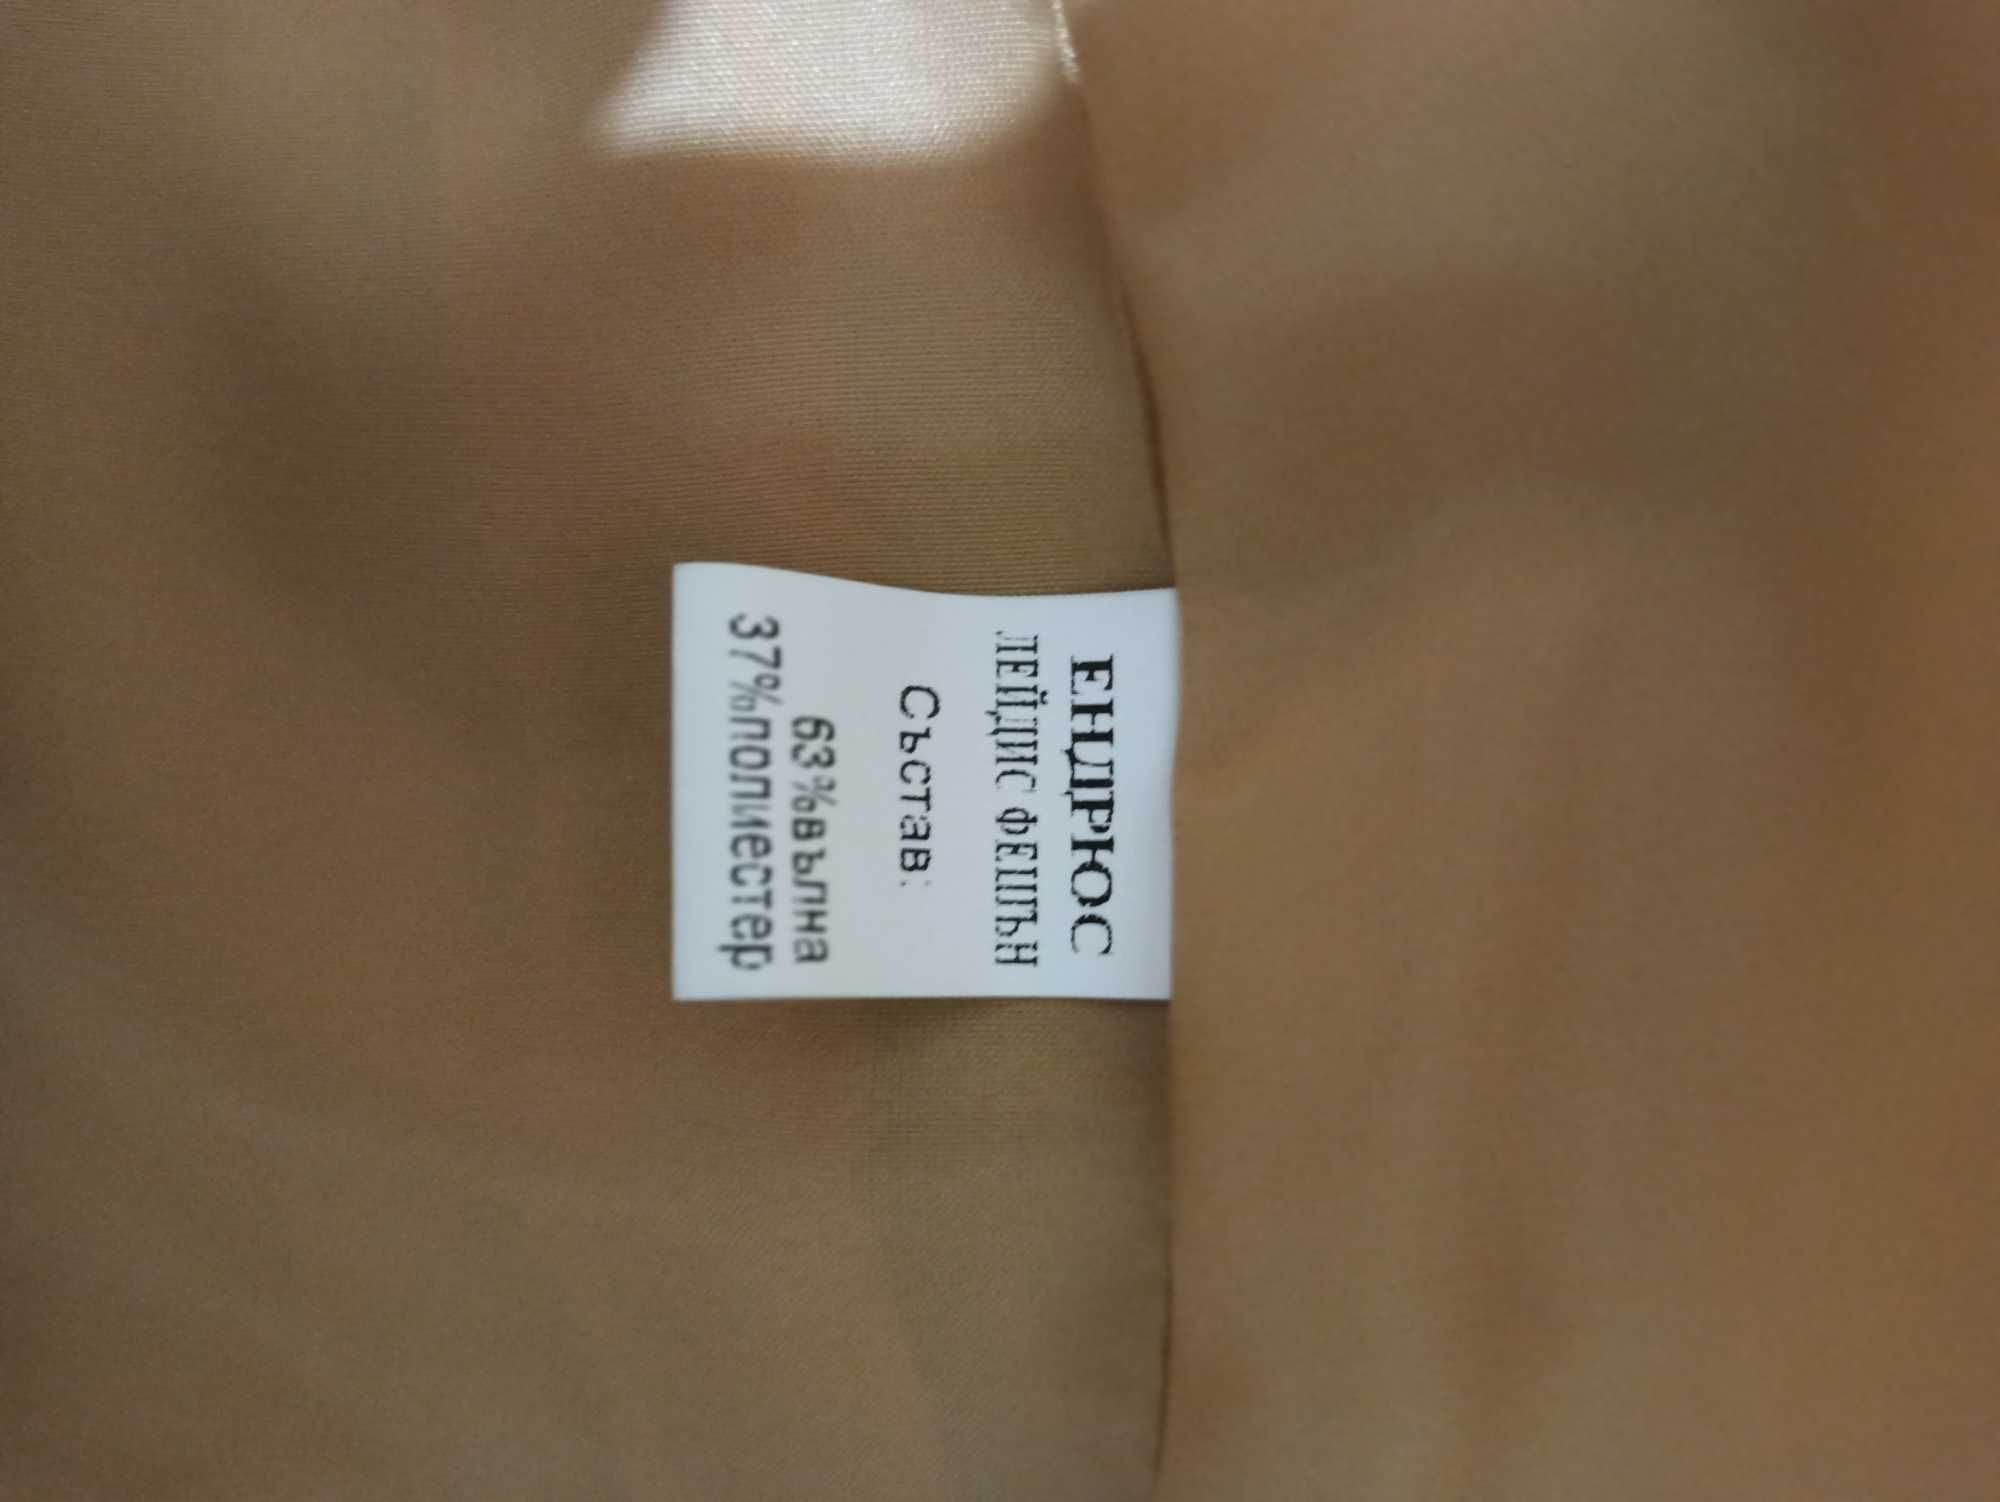 ЕНДРЮС
ЛЕЙДИС ФЕШЪН
Състав:
63%вълна
37%полиестер